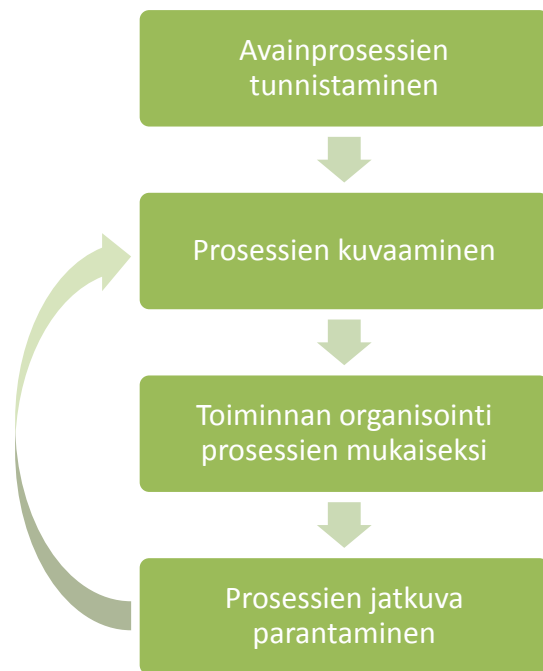 Avainprosessien
tunnistaminen
Prosessien kuvaaminen
Toiminnan organisointi
prosessien mukaiseksi
Prosessien jatkuva
parantaminen